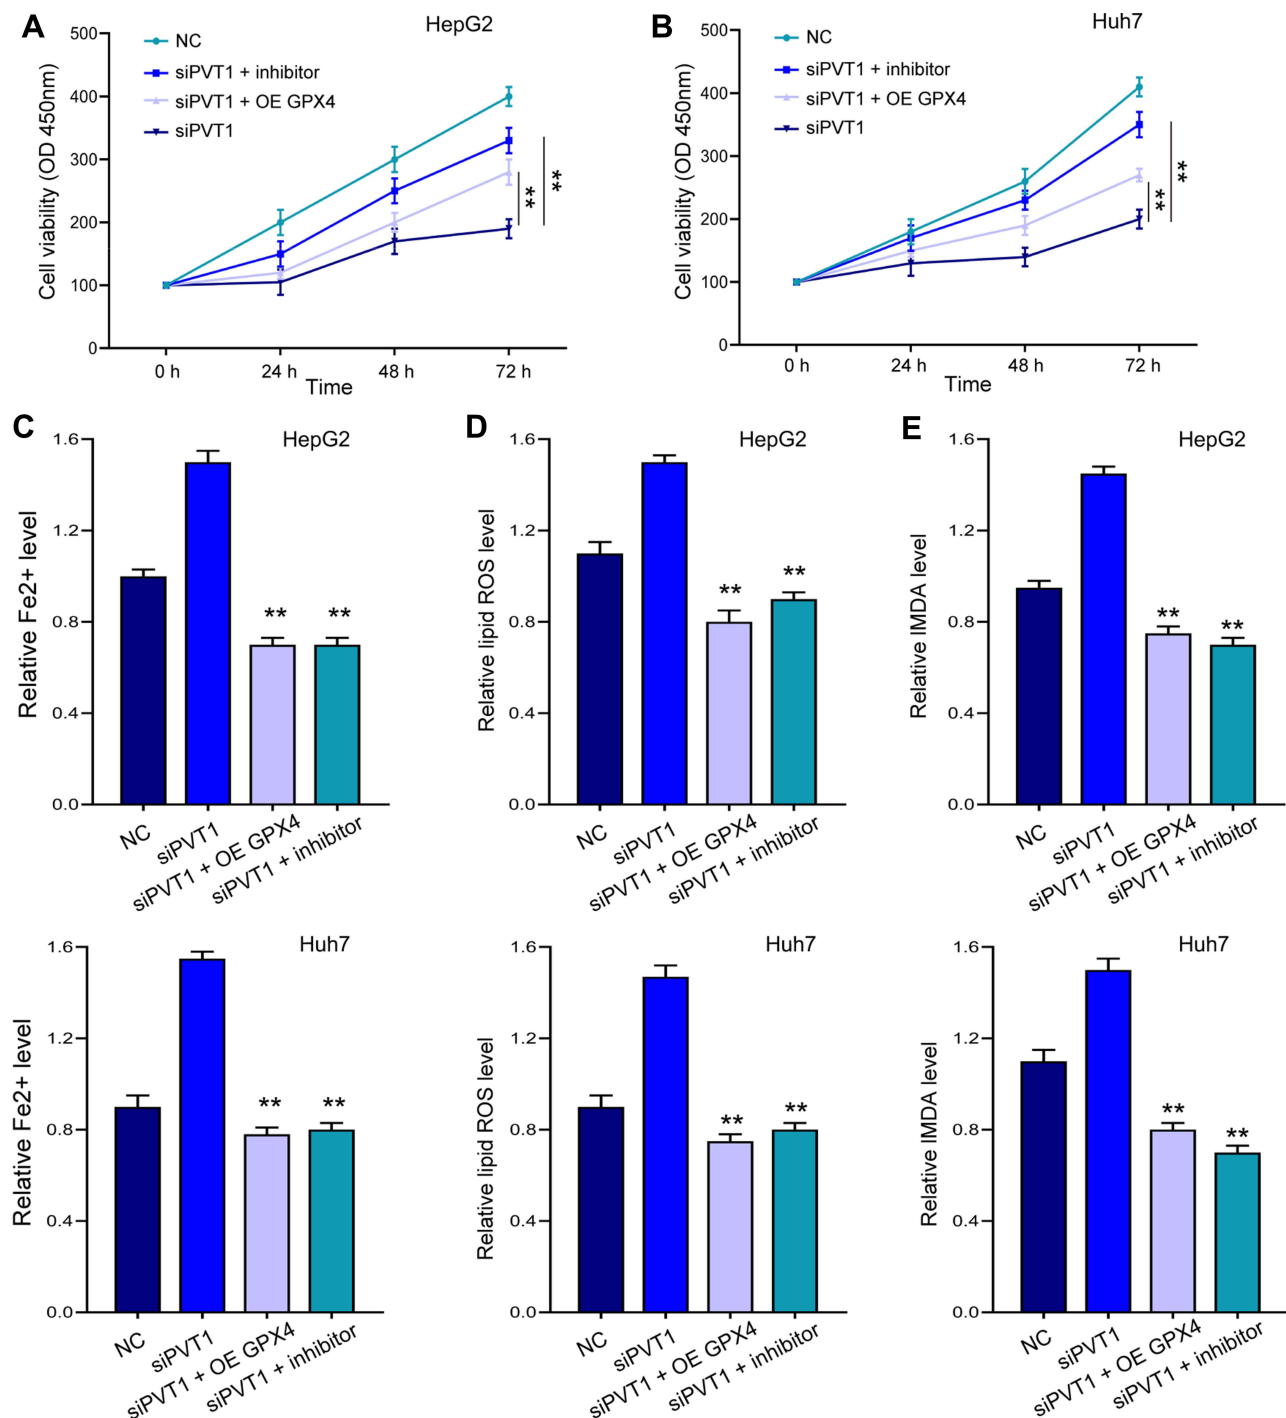 A
HepG2
NC
siPVT1 + inhibitor
siPVT1 + OE GPX4
siPVT1
Cell viability (OD 450nm)
500
400
300
200
100
0
**
**
0 h
24 h
48 h
72 h
Time
B
Huh7
NC
siPVT1 + inhibitor
siPVT1 + OE GPX4
siPVT1
Cell viability (OD 450nm)
500
400
300
200
100
0
**
**
0 h
24 h
48 h
72 h
Time
C
HepG2
Relative Fe2+ level
1.6
1.2
0.8
0.4
0.0
**
**
NC
siPVT1
siPVT1 + OE GPX4
siPVT1 + inhibitor
D
HepG2
Relative lipid ROS level
1.6
1.2
0.8
0.4
0.0
**
**
NC
siPVT1
siPVT1 + OE GPX4
siPVT1 + inhibitor
E
HepG2
Relative IMDA level
1.6
1.2
0.8
0.4
0.0
**
**
NC
siPVT1
siPVT1 + OE GPX4
siPVT1 + inhibitor
Huh7
Relative Fe2+ level
1.6
1.2
0.8
0.4
0.0
**
**
NC
siPVT1
siPVT1 + OE GPX4
siPVT1 + inhibitor
Huh7
Relative lipid ROS level
1.6
1.2
0.8
0.4
0.0
**
**
NC
siPVT1
siPVT1 + OE GPX4
siPVT1 + inhibitor
Huh7
Relative IMDA level
1.6
1.2
0.8
0.4
0.0
**
**
NC
siPVT1
siPVT1 + OE GPX4
siPVT1 + inhibitor